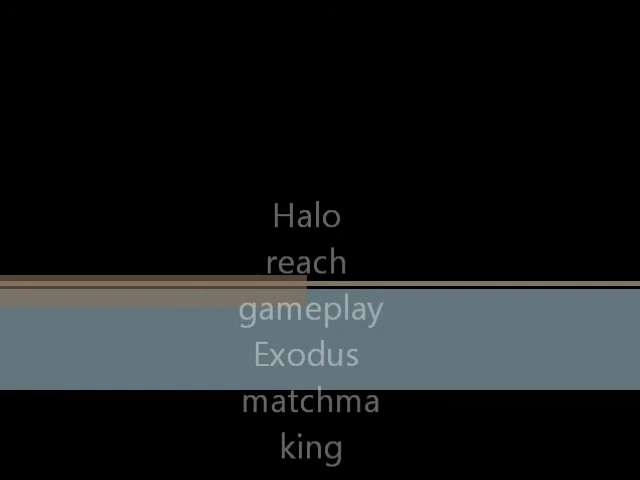 Halo
reach
gameplay
Exodus
matchma
king